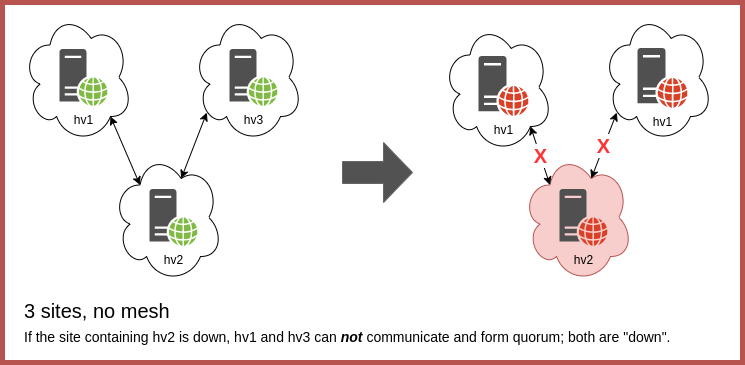 hv1
hv3
hv2
hv1
hv1
X
X
hv2
3 sites, no mesh
If the site containing hv2 is down, hv1 and hv3 can not communicate and form quorum; both are "down".